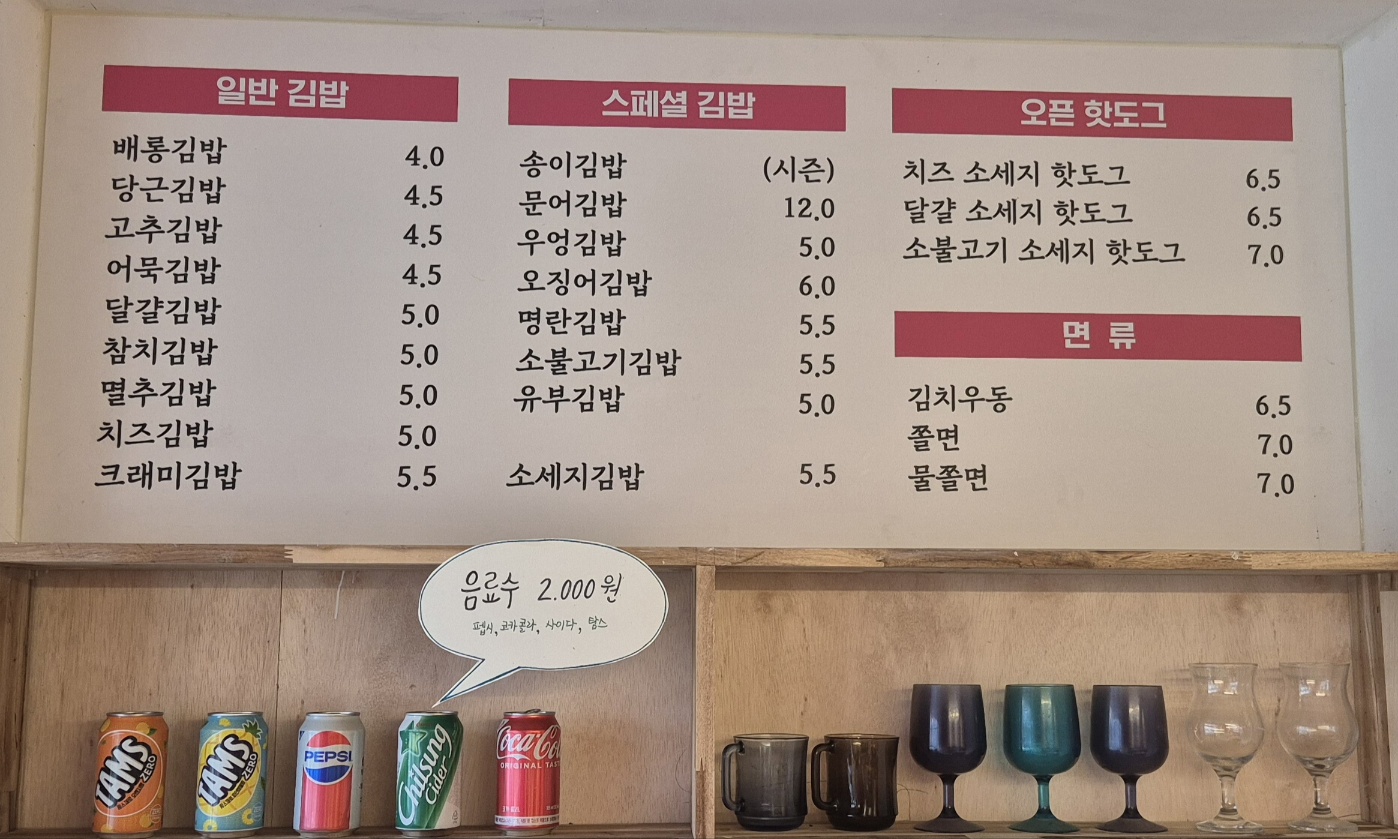 일반 김밥
배롱김밥 4.0
당근김밥 4.5
고추김밥 4.5
어묵김밥 4.5
달걀김밥 5.0
참치김밥 5.0
멸추김밥 5.0
치즈김밥 5.0
크래미김밥 5.5
스페셜 김밥
송이김밥 (시즌)
문어김밥 12.0
우엉김밥 5.0
오징어김밥 6.0
명란김밥 5.5
소불고기김밥 5.5
유부김밥 5.0
소세지김밥 5.5
오픈 핫도그
치즈 소세지 핫도그 6.5
달걀 소세지 핫도그 6.5
소불고기 소세지 핫도그 7.0
면 류
김치우동 6.5
쫄면 7.0
물쫄면 7.0
음료수 2.000원
펩시, 코카콜라, 사이다, 탐스
TAMS
ZERO
TAMS
ZERO
PEPSI
Chilsung
Cider
Coca-Cola
ORIGINAL TASTE